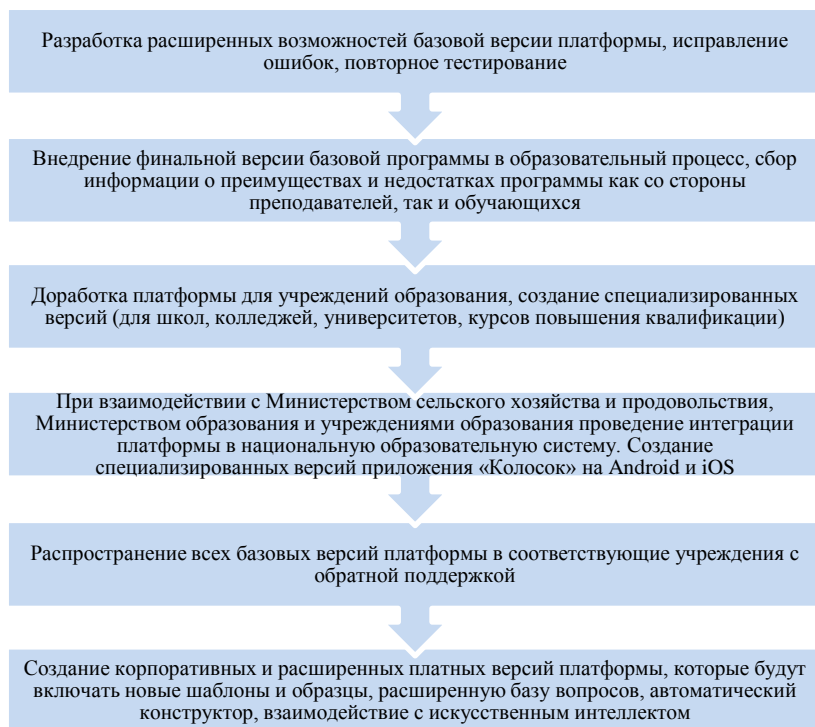 Разработка расширенных возможностей базовой версии платформы, исправление
ошибок, повторное тестирование
Внедрение финальной версии базовой программы в образовательный процесс, сбор
информации о преимуществах и недостатках программы как со стороны
преподавателей, так и обучающихся
Доработка платформы для учреждений образования, создание специализированных
версий (для школ, колледжей, университетов, курсов повышения квалификации)
При взаимодействии с Министерством сельского хозяйства и продовольствия,
Министерством образования и учреждениями образования проведение интеграции
платформы в национальную образовательную систему. Создание
специализированных версий приложения «Колосок» на Android и iOS
Распространение всех базовых версий платформы в соответствующие учреждения с
обратной поддержкой
Создание корпоративных и расширенных платных версий платформы, которые будут
включать новые шаблоны и образцы, расширенную базу вопросов, автоматический
конструктор, взаимодействие с искусственным интеллектом